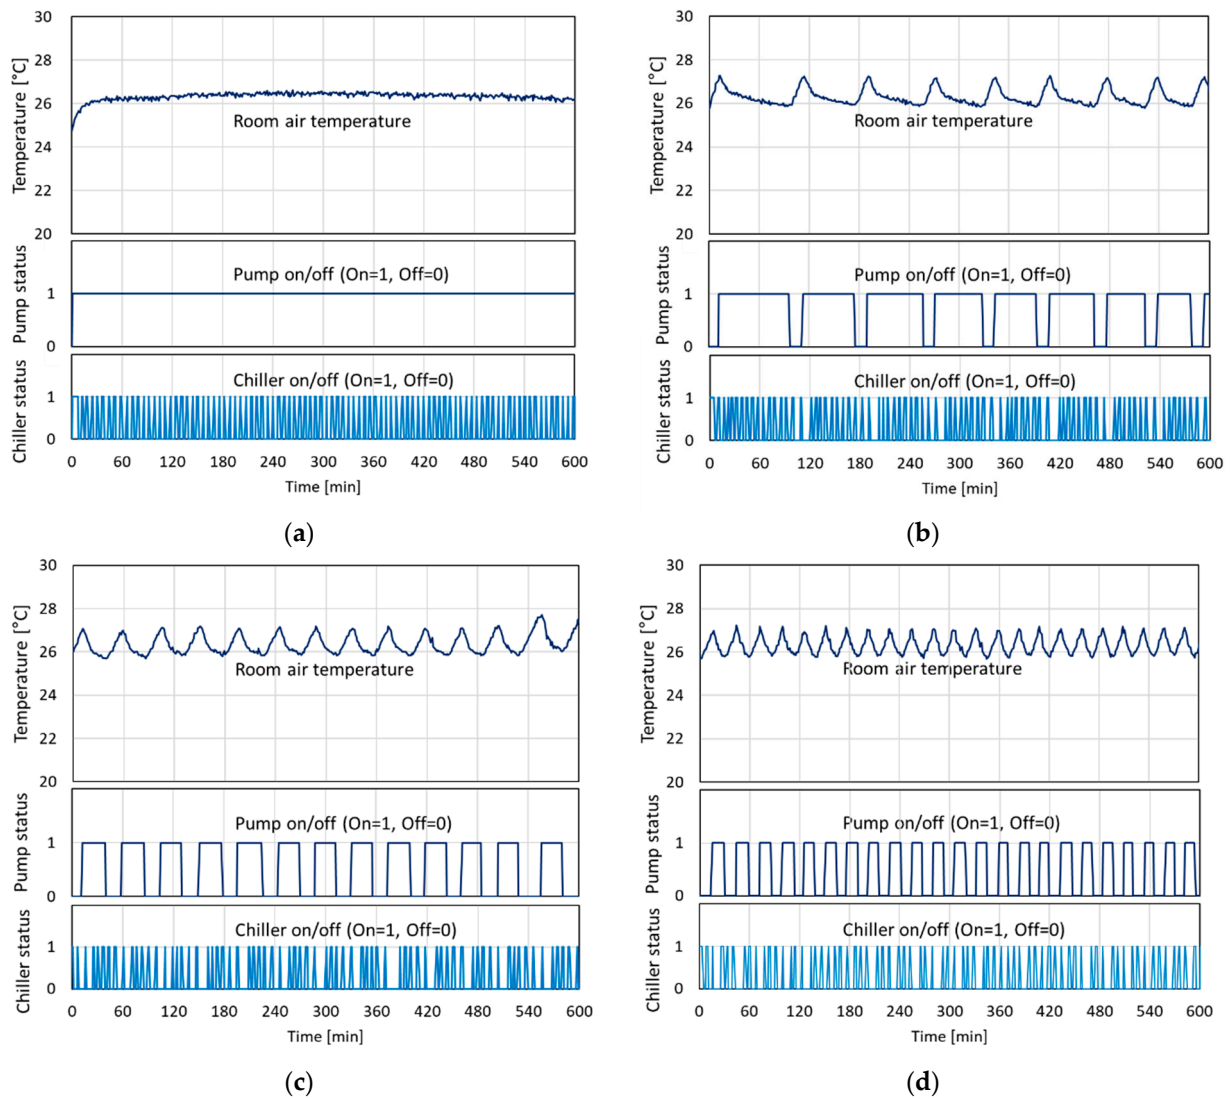 30
28
26
24
22
20
Temperature [°C]
Room air temperature
Pump status
1
0
Pump on/off (On=1, Off=0)
Chiller status
1
0
Chiller on/off (On=1, Off=0)
0 60 120 180 240 300 360 420 480 540 600
Time [min]
(a)
30
28
26
24
22
20
Temperature [°C]
Room air temperature
Pump status
1
0
Pump on/off (On=1, Off=0)
Chiller status
1
0
Chiller on/off (On=1, Off=0)
0 60 120 180 240 300 360 420 480 540 600
Time [min]
(b)
30
28
26
24
22
20
Temperature [°C]
Room air temperature
Pump status
1
0
Pump on/off (On=1, Off=0)
Chiller status
1
0
Chiller on/off (On=1, Off=0)
0 60 120 180 240 300 360 420 480 540 600
Time [min]
(c)
30
28
26
24
22
20
Temperature [°C]
Room air temperature
Pump status
1
0
Pump on/off (On=1, Off=0)
Chiller status
1
0
Chiller on/off (On=1, Off=0)
0 60 120 180 240 300 360 420 480 540 600
Time [min]
(d)